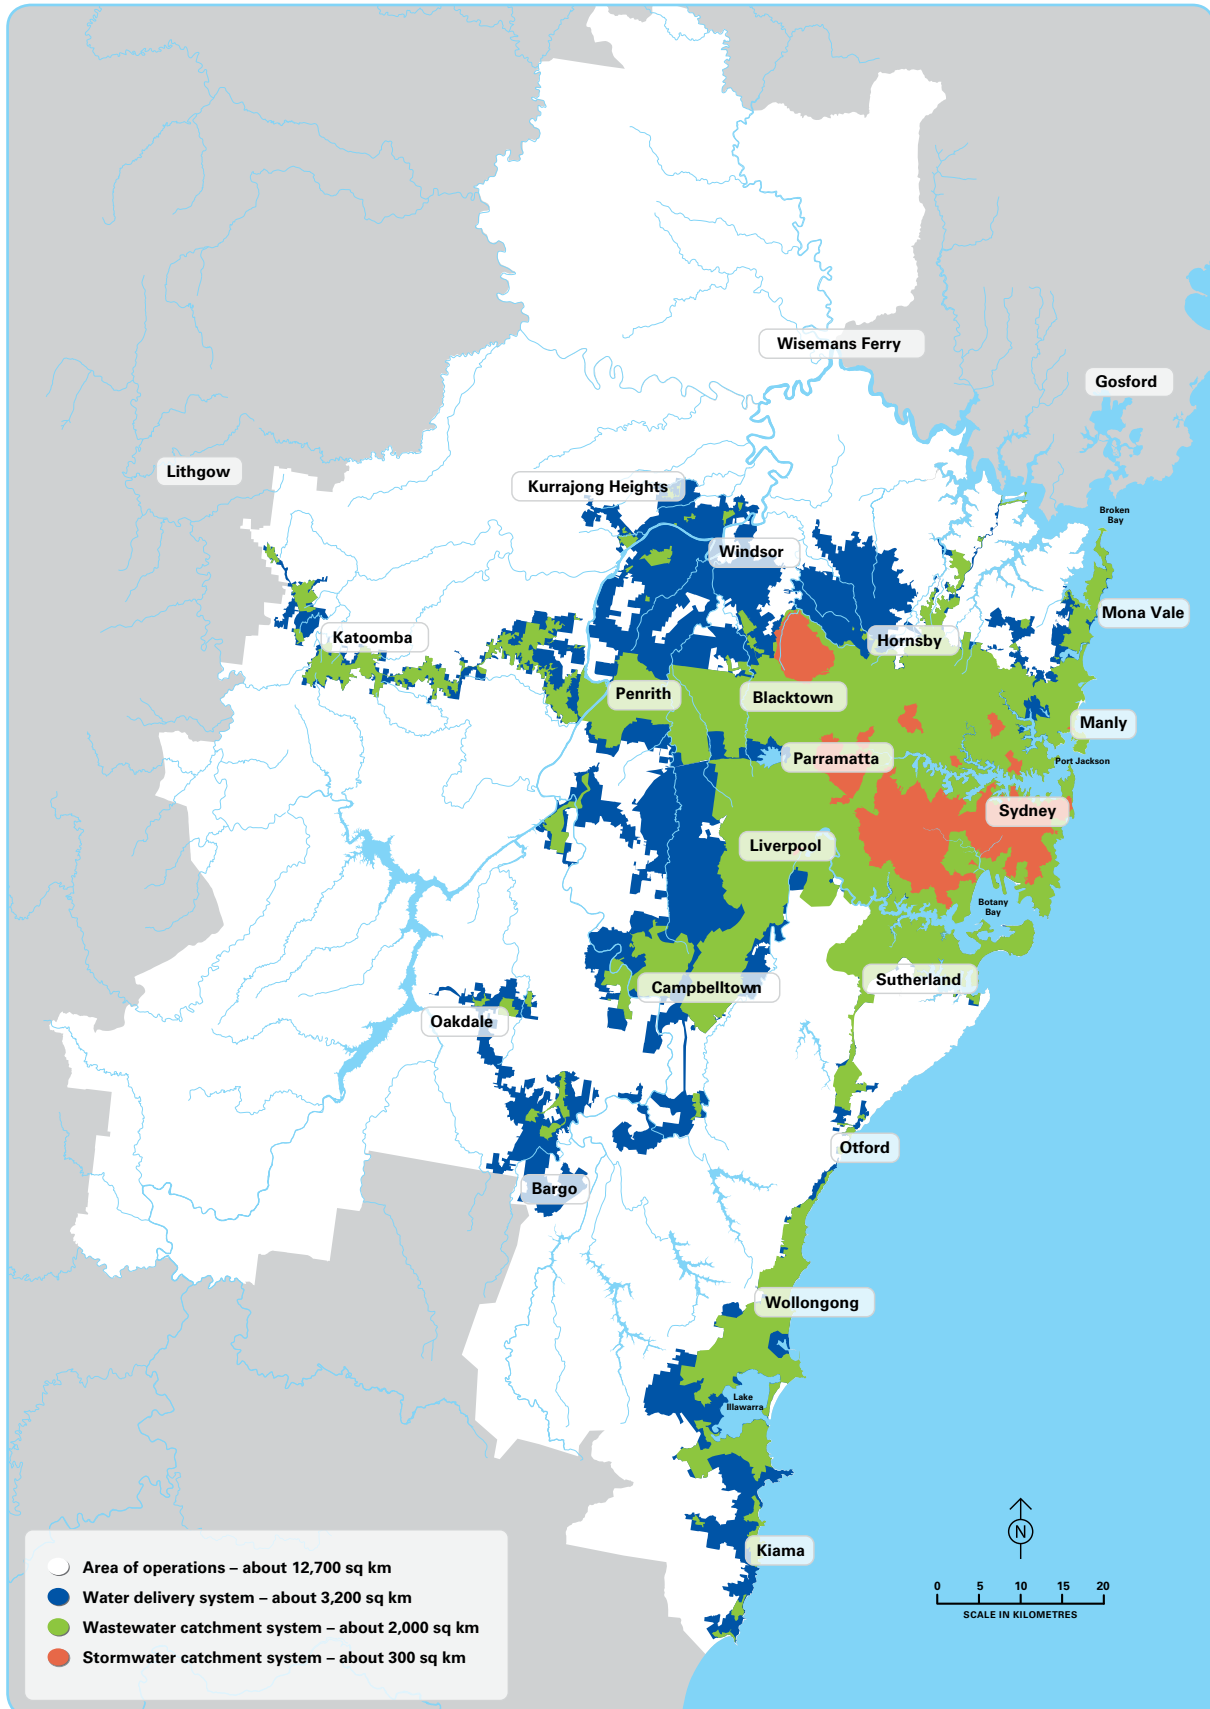 Wisemans Ferry
Gosford
Lithgow
Kurrajong Heights
Broken
Bay
Windsor
Mona Vale
Katoomba
Hornsby
Penrith
Blacktown
Manly
Parramatta
Port Jackson
Sydney
Liverpool
Botany
Bay
Sutherland
Campbelltown
Oakdale
Otford
Bargo
Wollongong
Lake
Illawarra
Kiama
N
0 5 10 15 20
SCALE IN KILOMETRES
Area of operations – about 12,700 sq km
Water delivery system – about 3,200 sq km
Wastewater catchment system – about 2,000 sq km
Stormwater catchment system – about 300 sq km